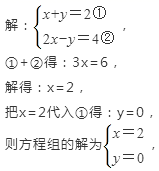 解：{x+y=2①
2x-y=4②，
①+②得：3x=6，
解得：x=2，
把x=2代入①得：y=0，
则方程组的解为{x=2
y=0，